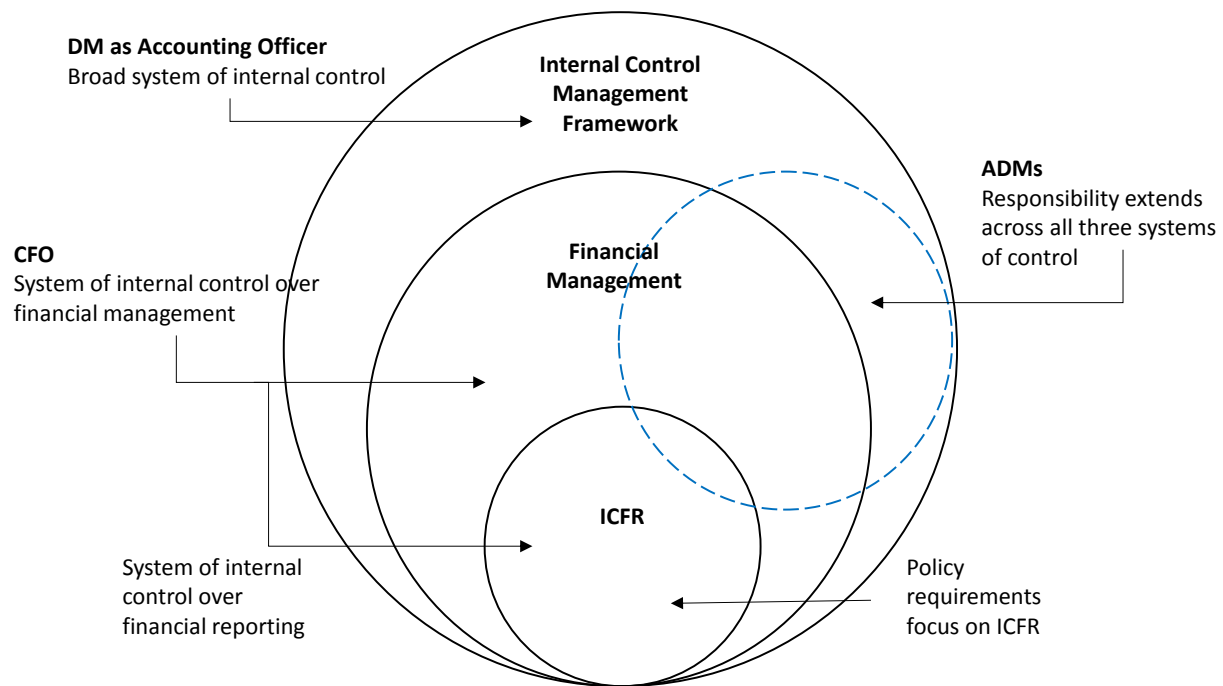 DM as Accounting Officer
Broad system of internal control
Internal Control
Management
Framework
ADMs
Responsibility extends
across all three systems
of control
CFO
System of internal control over
financial management
Financial
Management
ICFR
System of internal
control over
financial reporting
Policy
requirements
focus on ICFR